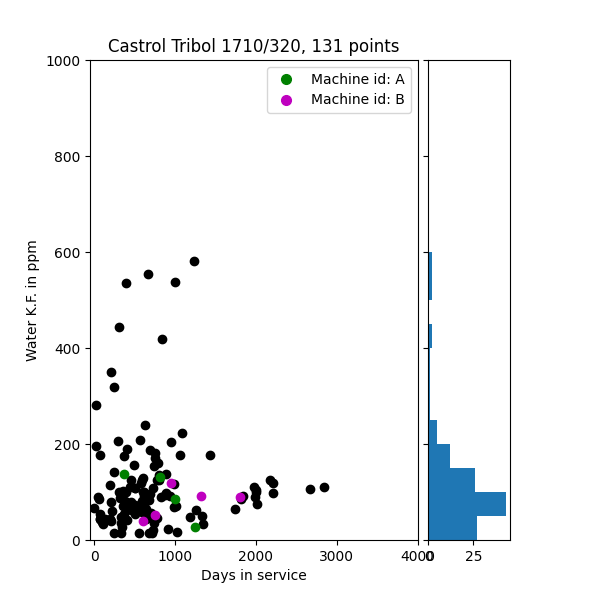 Castrol Tribol 1710/320, 131 points
Machine id: A
Machine id: B
Water K.F. in ppm
1000
800
600
400
200
0
0 1000 2000 3000 4000
0 25
Days in service